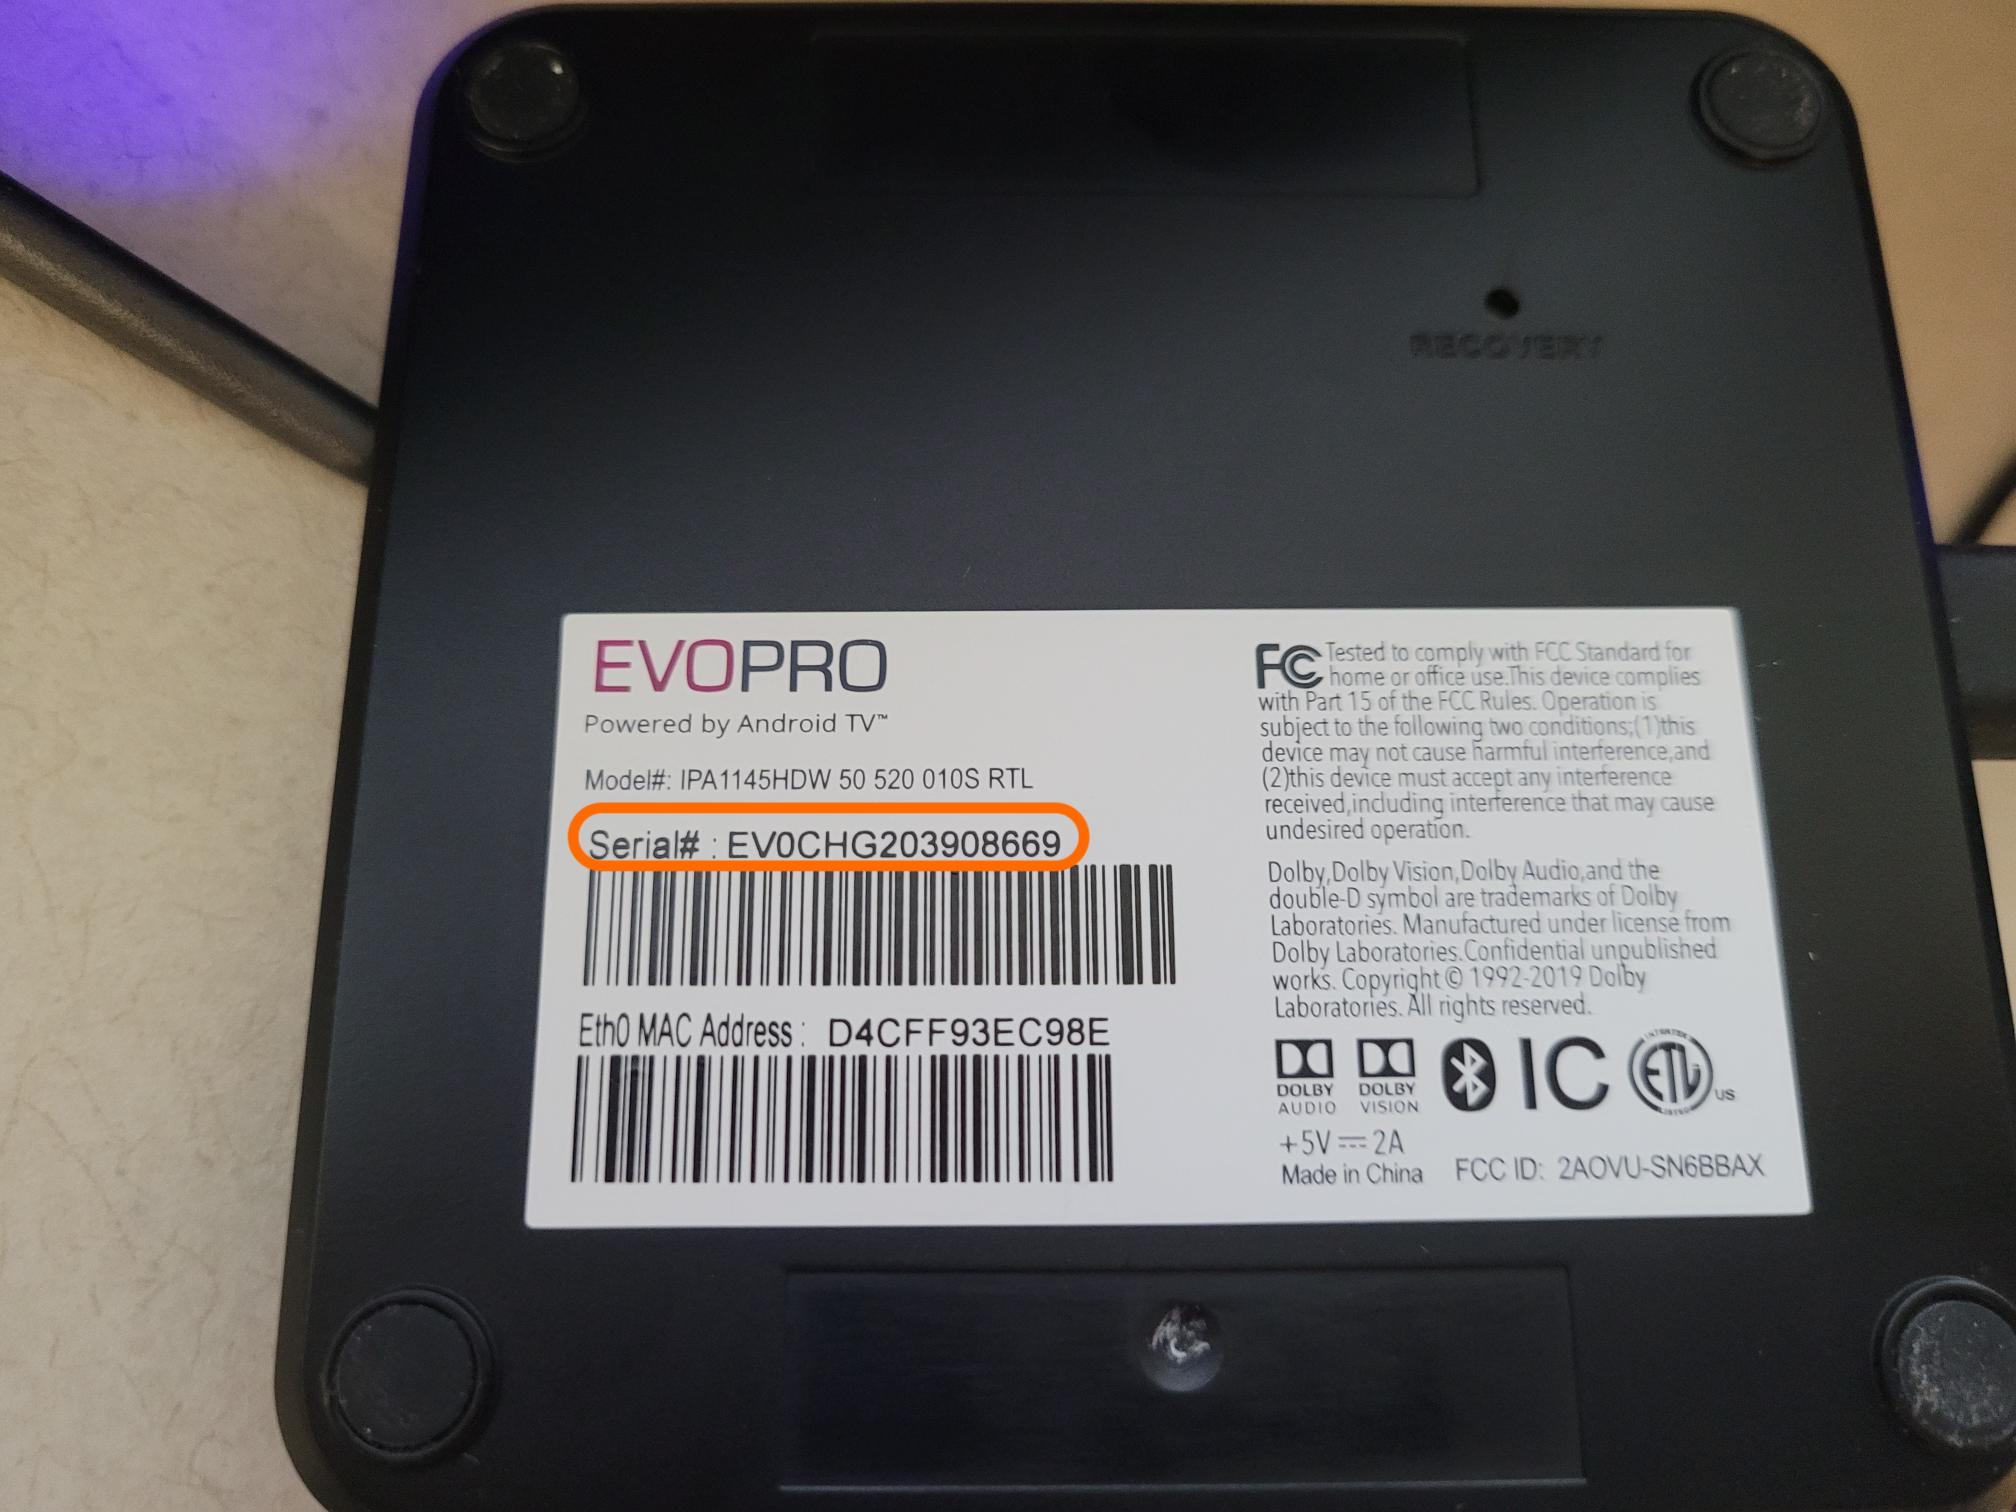 RECOVERY
EVOPRO
Powered by Android TV™
Model#: IPA1145HDW 50 520 010S RTL
Serial# : EV0CHG203908669
Eth0 MAC Address : D4CFF93EC98E
FC Tested to comply with FCC Standard for
home or office use.This device complies
with Part 15 of the FCC Rules. Operation is
subject to the following two conditions;(1)this
device may not cause harmful interference,and
(2)this device must accept any interference
received,including interference that may cause
undesired operation.
Dolby,Dolby Vision,Dolby Audio,and the
double-D symbol are trademarks of Dolby
Laboratories. Manufactured under license from
Dolby Laboratories.Confidential unpublished
works. Copyright © 1992-2019 Dolby
Laboratories. All rights reserved.
DOLBY AUDIO
DOLBY VISION
IC
INTERTEK
ETL
LISTED
US
+5V ⎓ 2A
Made in China
FCC ID: 2AOVU-SN6BBAX